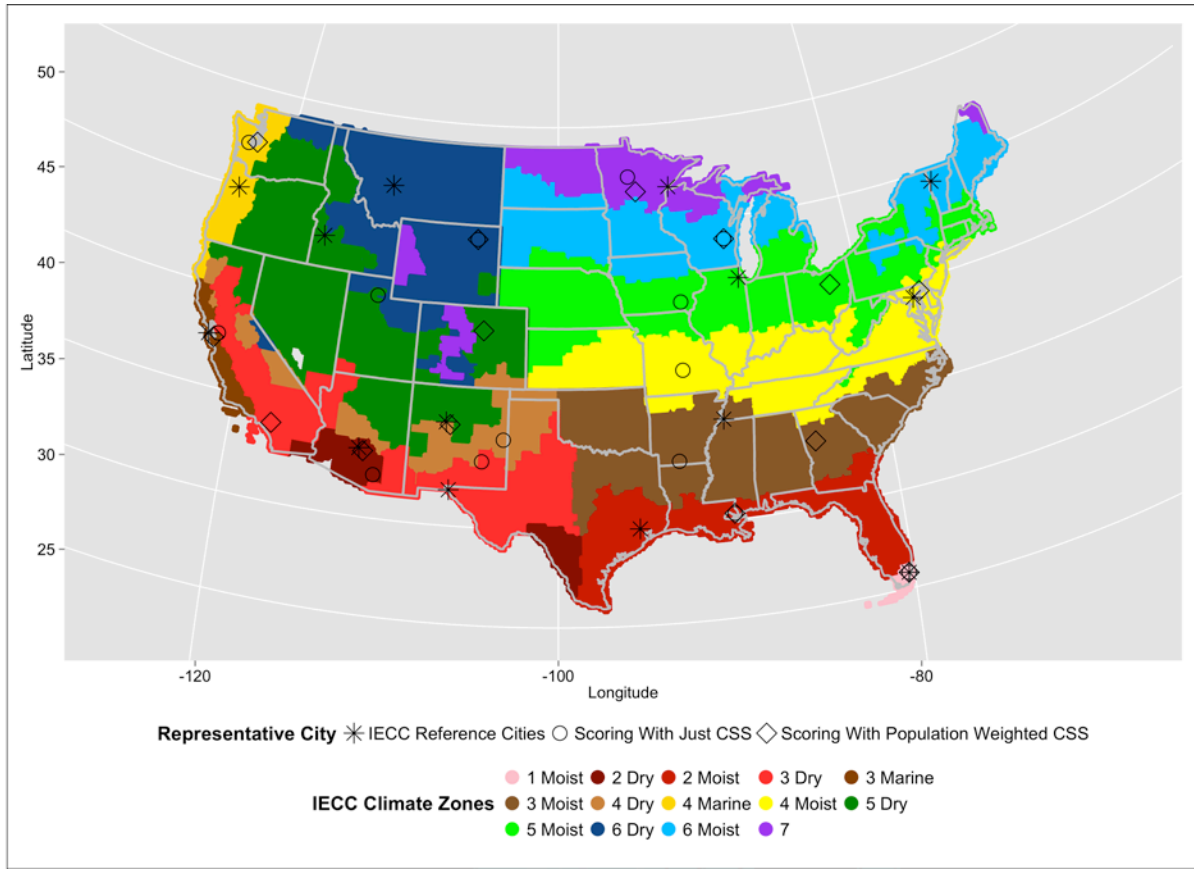 50
45
40
35
30
25
Latitude
-120 -100 -80
Longitude
Representative City IECC Reference Cities Scoring With Just CSS Scoring With Population Weighted CSS
1 Moist 2 Dry 2 Moist 3 Dry 3 Marine
IECC Climate Zones 3 Moist 4 Dry 4 Marine 4 Moist 5 Dry
5 Moist 6 Dry 6 Moist 7